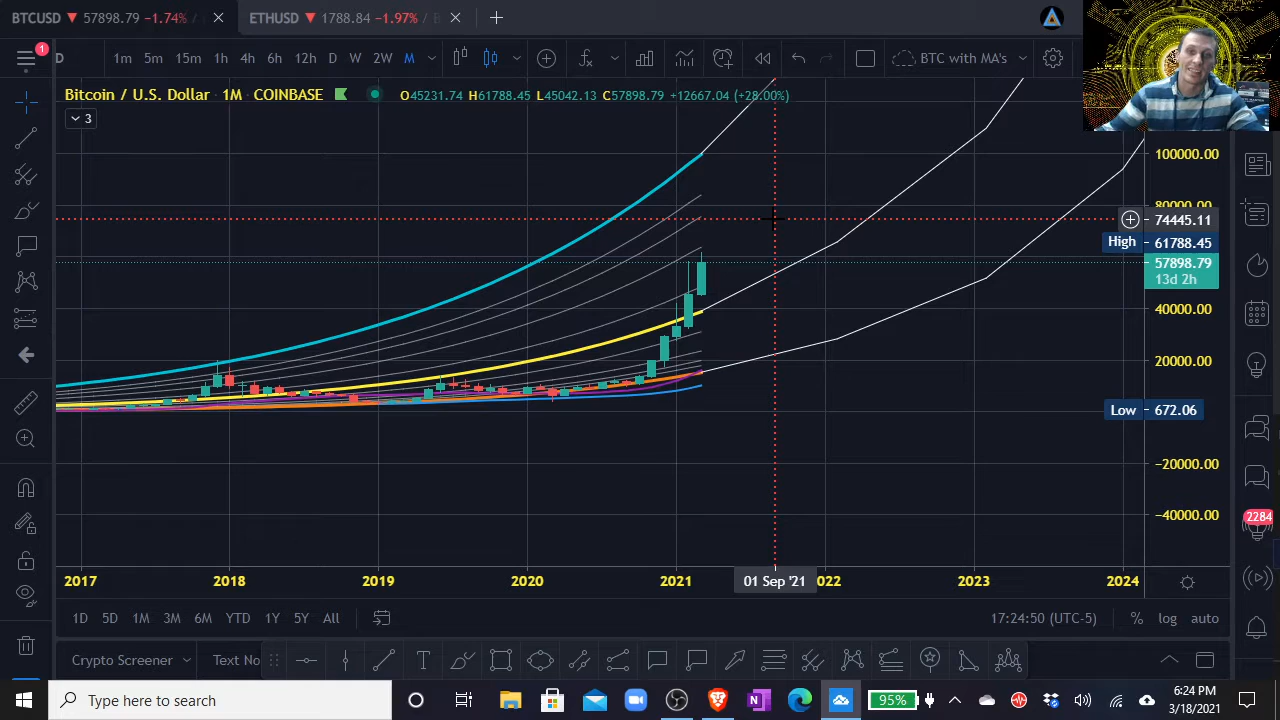 BTCUSD ▼ 57898.79 −1.74% /
ETHUSD ▼ 1788.84 −1.97% /
1
D 1m 5m 15m 1h 4h 6h 12h D W 2W M BTC with MA's
Bitcoin / U.S. Dollar · 1M · COINBASE O45231.74 H61788.45 L45042.13 C57898.79 +12667.04 (+28.00%)
3
100000.00
80000.00
74445.11
High 61788.45
57898.79
13d 2h
40000.00
20000.00
Low 672.06
−20000.00
−40000.00
2284
2017 2018 2019 2020 2021 01 Sep '21 022 2023 2024
1D 5D 1M 3M 6M YTD 1Y 5Y All 17:24:50 (UTC-5) % log auto
Crypto Screener Text No T
Type here to search 95% 6:24 PM
3/18/2021